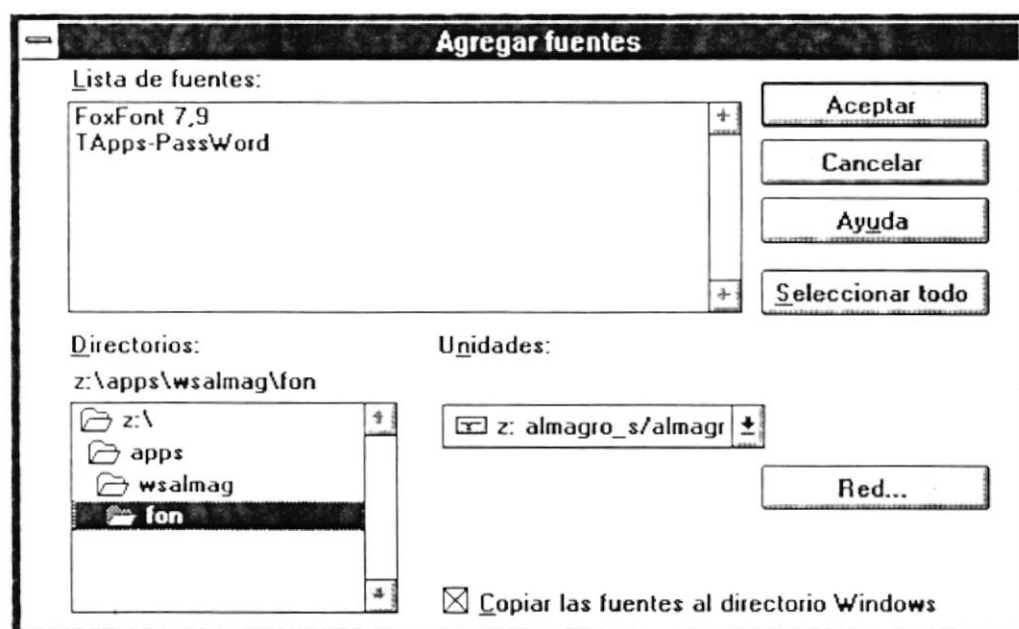 Agregar fuentes
Lista de fuentes:
FoxFont 7,9
TApps-PassWord
Aceptar
Cancelar
Ayuda
Seleccionar todo
Directorios:
z:\apps\wsalmag\fon
z:\
apps
wsalmag
fon
Unidades:
z: almagro_s/almagr
Red...
Copiar las fuentes al directorio Windows